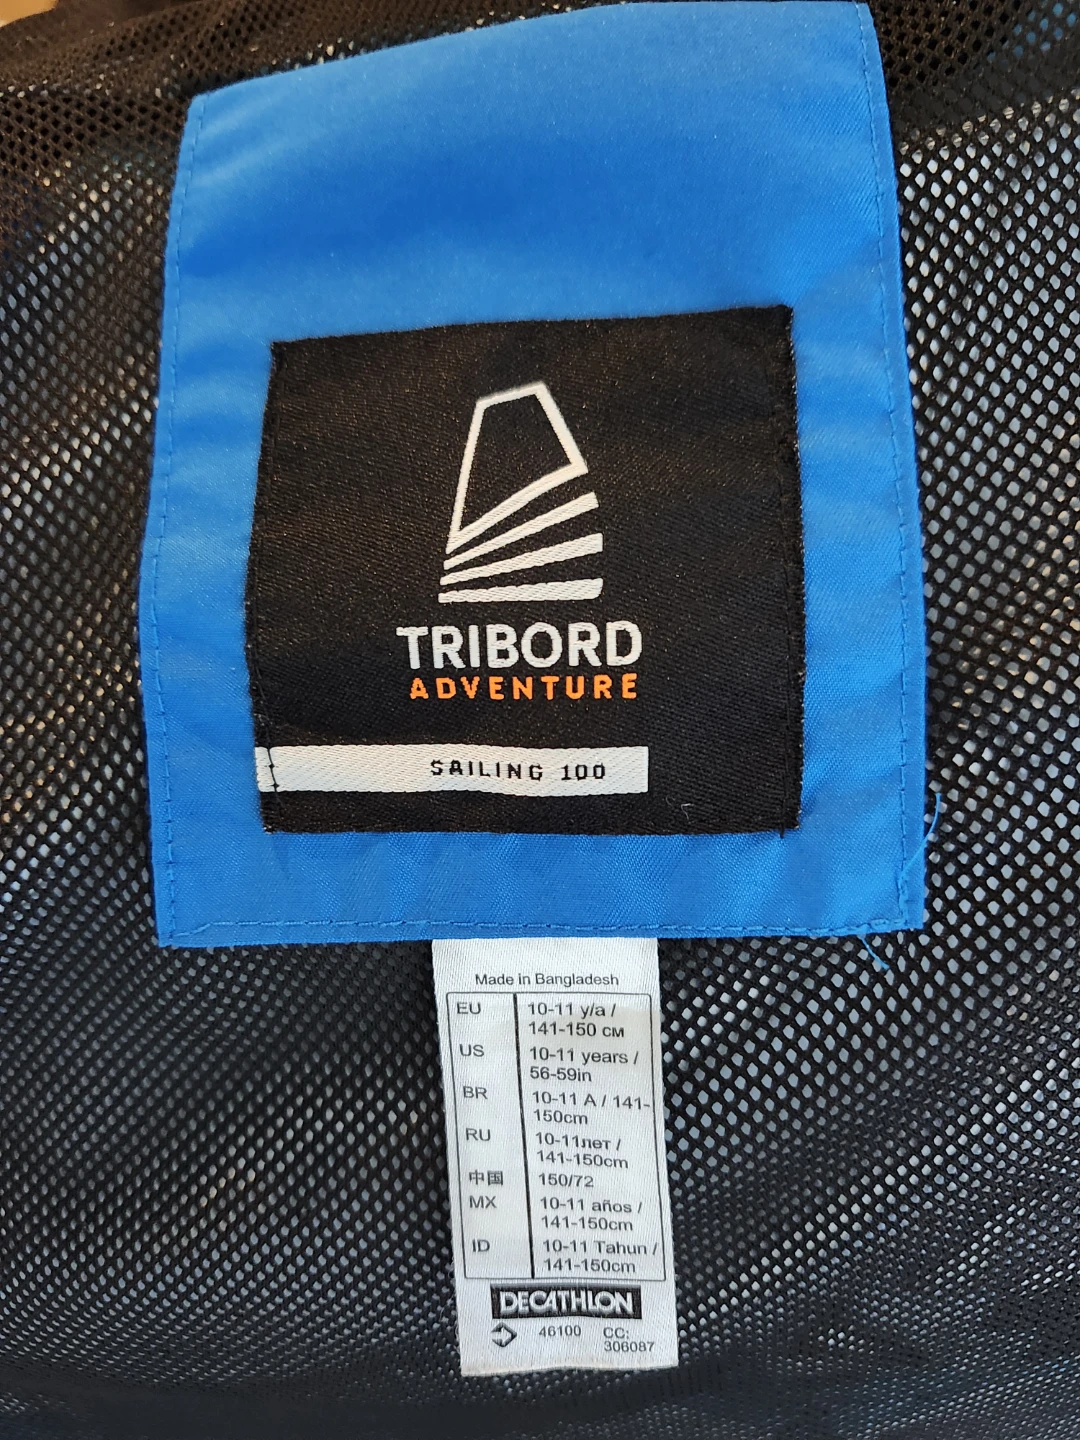 TRIBORD
ADVENTURE
SAILING 100
Made in Bangladesh
EU 10-11 y/a /
141-150 см
US 10-11 years /
56-59in
BR 10-11 A / 141-
150cm
RU 10-11лет /
141-150cm
中国 150/72
MX 10-11 años /
141-150cm
ID 10-11 Tahun /
141-150cm
DECATHLON
46100 CC:
306087